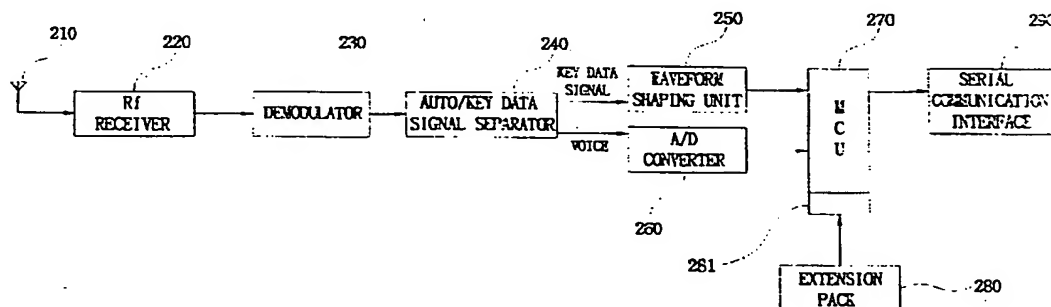 210
220
230
240
250
270
290
Rf
RECEIVER
DEMODULATOR
AUTO/KEY DATA
SIGNAL SEPARATOR
KEY DATA
SIGNAL
VOICE
WAVEFORM
SHAPING UNIT
A/D
CONVERTER
260
M
C
U
SERIAL
COMMUNICATION
INTERFACE
261
EXTENSION
PACK
280